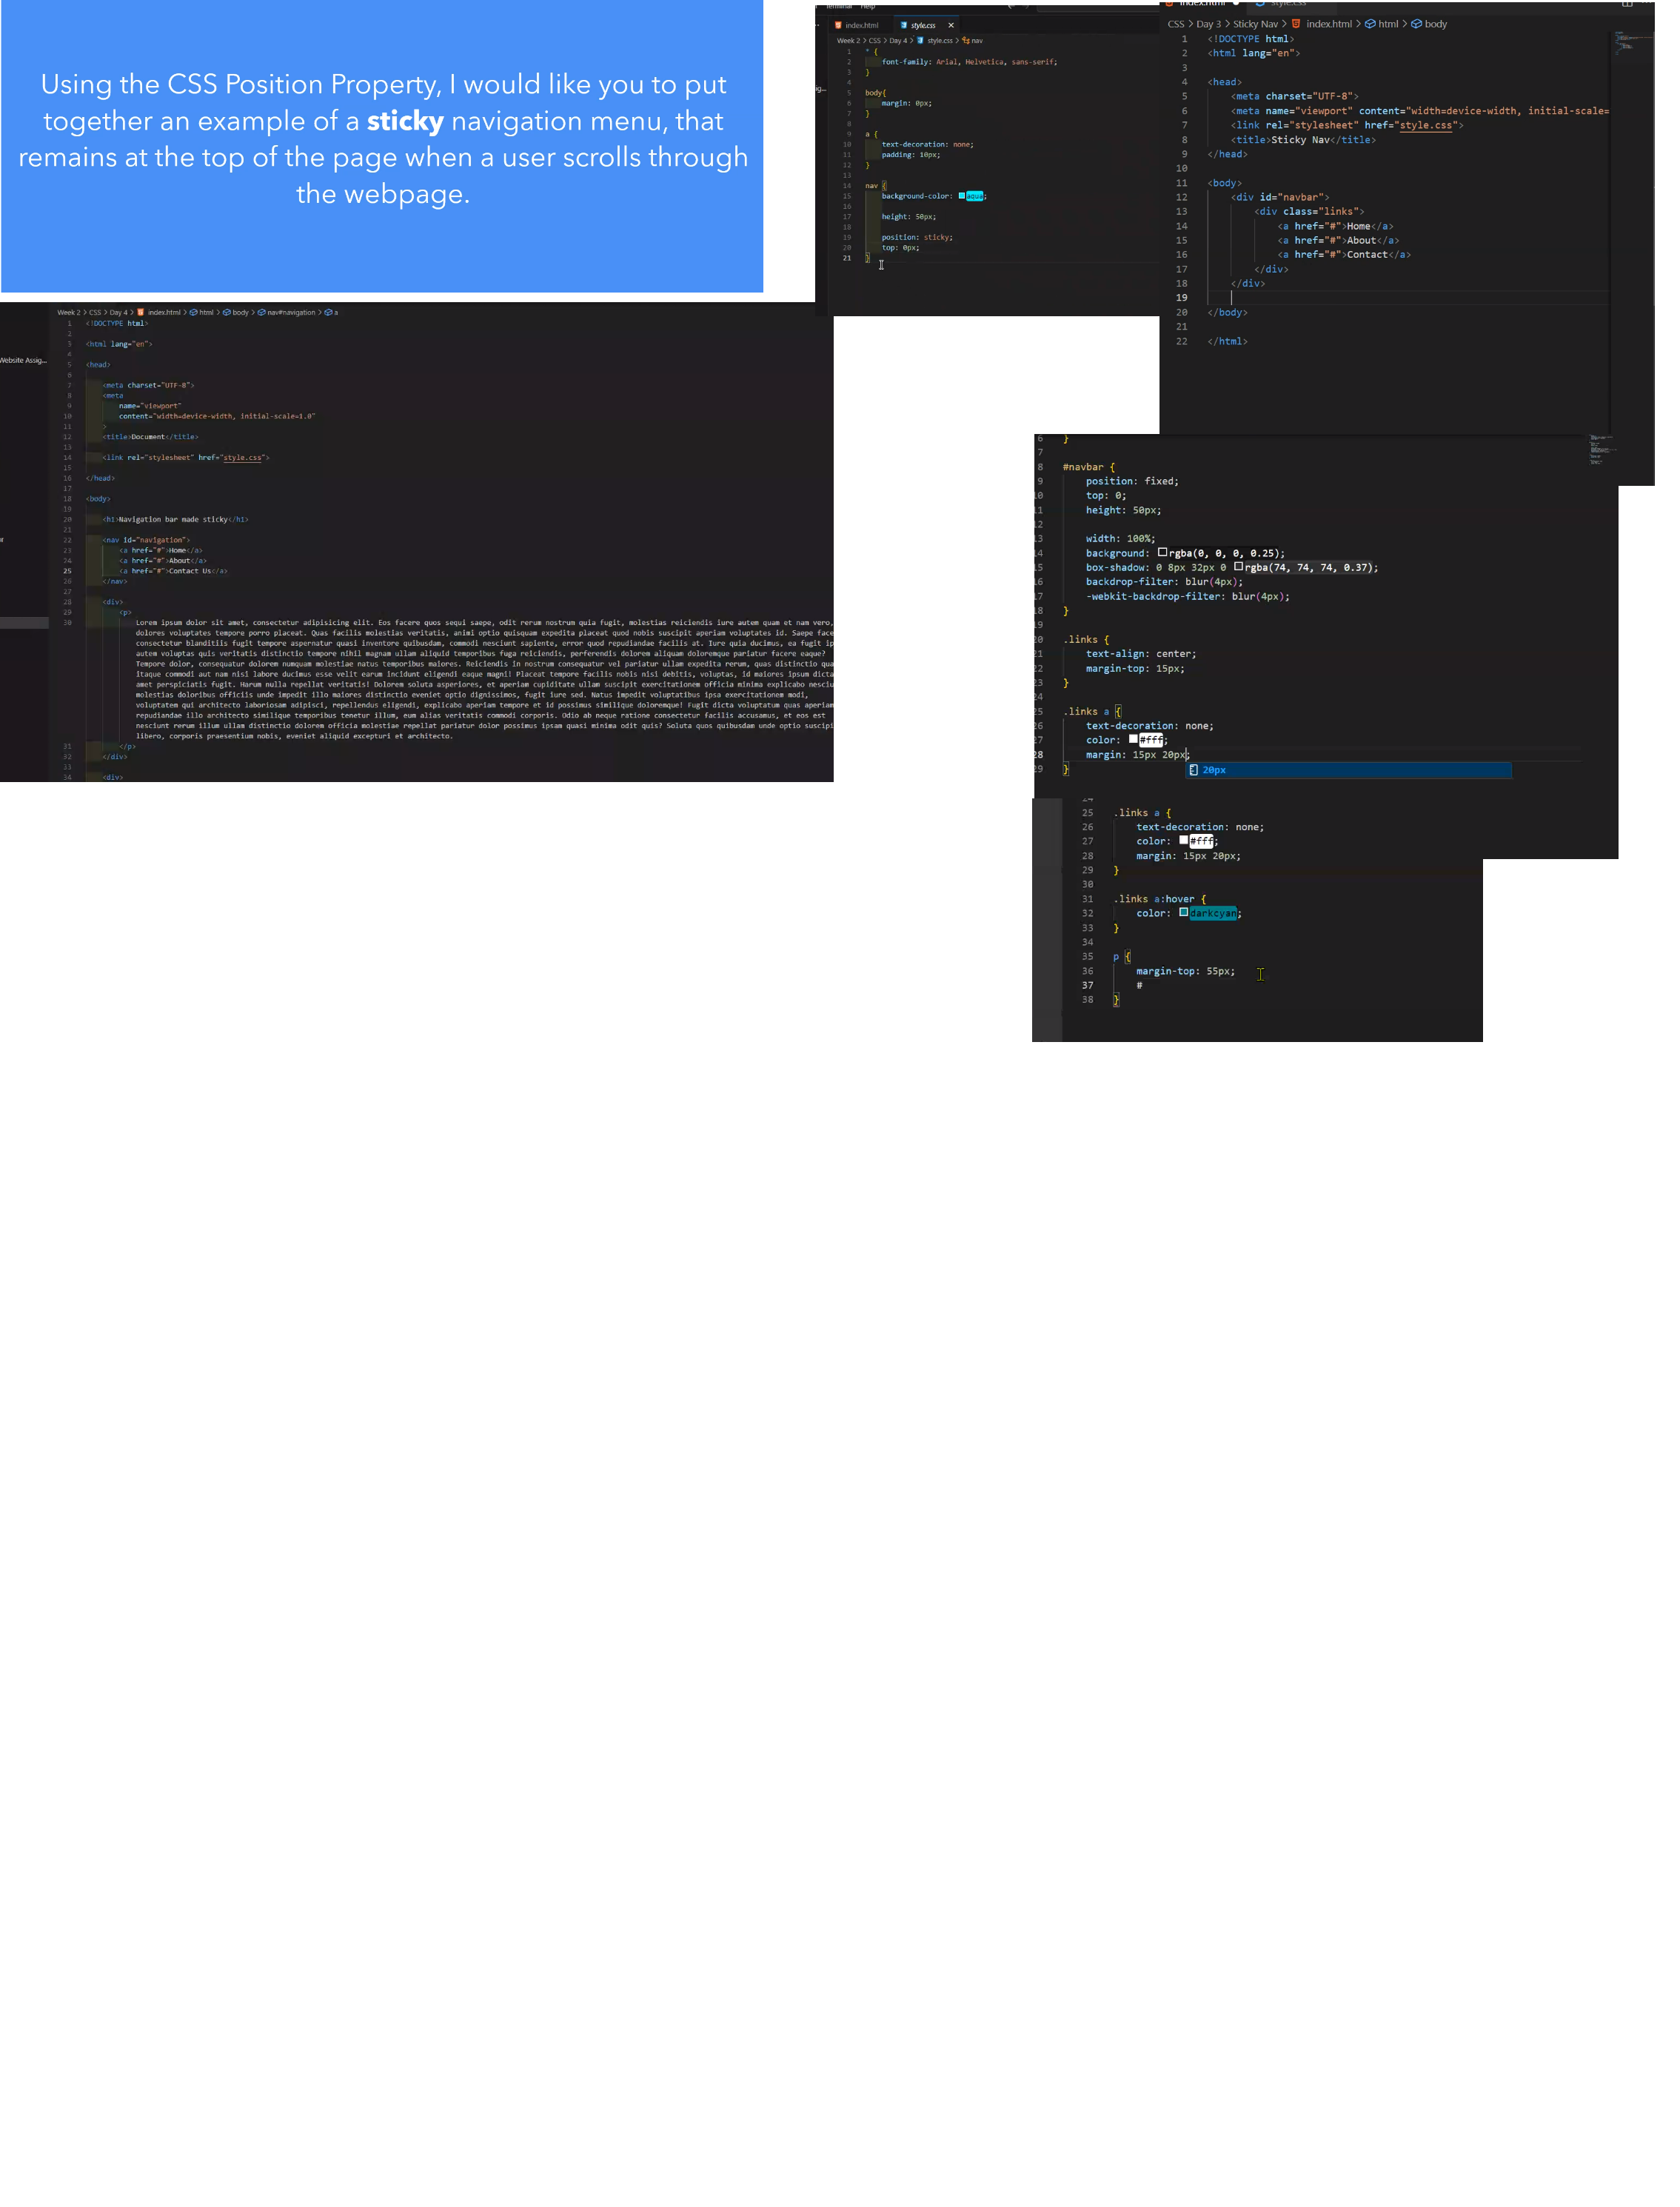 Using the CSS Position Property, I would like you to put
together an example of a sticky navigation menu, that
remains at the top of the page when a user scrolls through
the webpage.
Terminal Help
index.html style.css ×
Week 2 > CSS > Day 4 > style.css > nav
1 * {
2 font-family: Arial, Helvetica, sans-serif;
3 }
4
5 body{
6 margin: 0px;
7 }
8
9 a {
10 text-decoration: none;
11 padding: 10px;
12 }
13
14 nav {
15 background-color: aqua;
16
17 height: 50px;
18
19 position: sticky;
20 top: 0px;
21 }
index.html style.css
CSS > Day 3 > Sticky Nav > index.html > html > body
1 <!DOCTYPE html>
2 <html lang="en">
3
4 <head>
5 <meta charset="UTF-8">
6 <meta name="viewport" content="width=device-width, initial-scale=
7 <link rel="stylesheet" href="style.css">
8 <title>Sticky Nav</title>
9 </head>
10
11 <body>
12 <div id="navbar">
13 <div class="links">
14 <a href="#">Home</a>
15 <a href="#">About</a>
16 <a href="#">Contact</a>
17 </div>
18 </div>
19
20 </body>
21
22 </html>
Website Assig...
Week 2 > CSS > Day 4 > index.html > html > body > nav#navigation > a
1 <!DOCTYPE html>
2
3 <html lang="en">
4
5 <head>
6
7 <meta charset="UTF-8">
8 <meta
9 name="viewport"
10 content="width=device-width, initial-scale=1.0"
11 >
12 <title>Document</title>
13
14 <link rel="stylesheet" href="style.css">
15
16 </head>
17
18 <body>
19
20 <h1>Navigation bar made sticky</h1>
21
22 <nav id="navigation">
23 <a href="#">Home</a>
24 <a href="#">About</a>
25 <a href="#">Contact Us</a>
26 </nav>
27
28 <div>
29 <p>
30 Lorem ipsum dolor sit amet, consectetur adipisicing elit. Eos facere quos sequi saepe, odit rerum nostrum quia fugit, molestias reiciendis iure autem quam et nam vero,
dolores voluptates tempore porro placeat. Quas facilis molestias veritatis, animi optio quisquam expedita placeat quod nobis suscipit aperiam voluptates id. Saepe face
consectetur blanditiis fugit tempore aspernatur quasi inventore quibusdam, commodi nesciunt sapiente, error quod repudiandae facilis at. Iure quia ducimus, ea fugit ip
autem voluptas quis veritatis distinctio tempore nihil magnam ullam aliquid temporibus fuga reiciendis, perferendis dolorem aliquam doloremque pariatur facere eaque?
Tempore dolor, consequatur dolorem numquam molestiae natus temporibus maiores. Reiciendis in nostrum consequatur vel pariatur ullam expedita rerum, quas distinctio qua
itaque commodi aut nam nisi labore ducimus esse velit earum incidunt eligendi eaque magni! Placeat tempore facilis nobis nisi debitis, voluptas, id maiores ipsum dicta
amet perspiciatis fugit. Harum nulla repellat veritatis! Dolorem soluta asperiores, et aperiam cupiditate ullam suscipit exercitationem officia minima explicabo nesciu
molestias doloribus officiis unde impedit illo maiores distinctio eveniet optio dignissimos, fugit iure sed. Natus impedit voluptatibus ipsa exercitationem modi,
voluptatem qui architecto laboriosam adipisci, repellendus eligendi, explicabo aperiam tempore et id possimus similique doloremque! Fugit dicta voluptatum quas aperiam
repudiandae illo architecto similique temporibus tenetur illum, eum alias veritatis commodi corporis. Odio ab neque ratione consectetur facilis accusamus, et eos est
nesciunt rerum illum ullam distinctio dolorem officia molestiae repellat pariatur dolor possimus ipsam quasi minima odit quis? Soluta quos quibusdam unde optio suscipi
libero, corporis praesentium nobis, eveniet aliquid excepturi et architecto.
31 </p>
32 </div>
33
34 <div>
6 }
7
8 #navbar {
9 position: fixed;
10 top: 0;
11 height: 50px;
12
13 width: 100%;
14 background: rgba(0, 0, 0, 0.25);
15 box-shadow: 0 8px 32px 0 rgba(74, 74, 74, 0.37);
16 backdrop-filter: blur(4px);
17 -webkit-backdrop-filter: blur(4px);
18 }
19
20 .links {
21 text-align: center;
22 margin-top: 15px;
23 }
24
25 .links a {
26 text-decoration: none;
27 color: #fff;
28 margin: 15px 20px;
29 }
20px
24
25 .links a {
26 text-decoration: none;
27 color: #fff;
28 margin: 15px 20px;
29 }
30
31 .links a:hover {
32 color: darkcyan;
33 }
34
35 p {
36 margin-top: 55px;
37 #
38 }